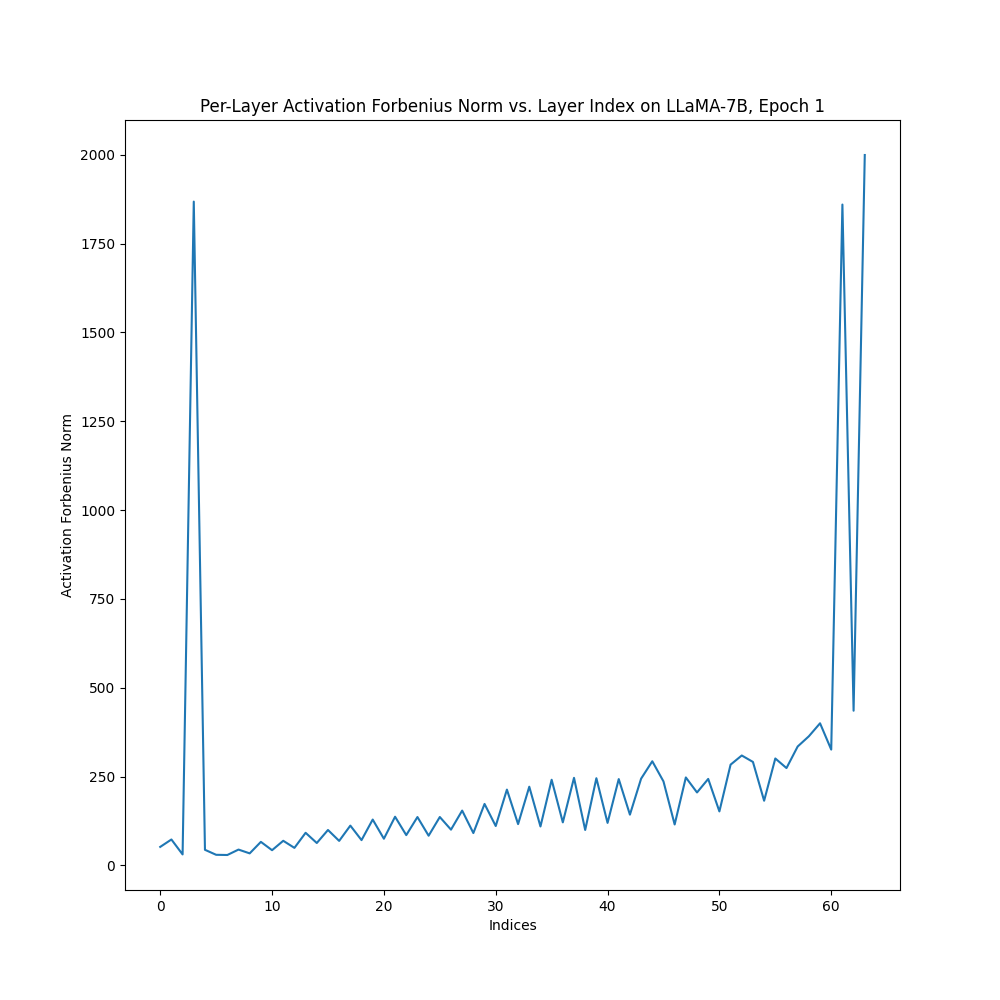 Per-Layer Activation Forbenius Norm vs. Layer Index on LLaMA-7B, Epoch 1
2000
1750
1500
1250
1000
750
500
250
0
Activation Forbenius Norm
0 10 20 30 40 50 60
Indices